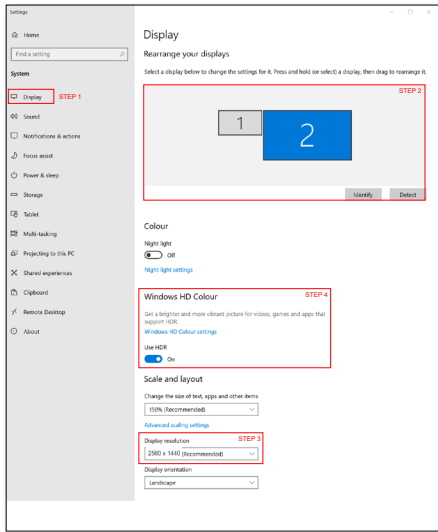 Settings
Home
Find a setting
System
Display STEP 1
Sound
Notifications & actions
Focus assist
Power & sleep
Storage
Tablet
Multi-tasking
Projecting to this PC
Shared experiences
Clipboard
Remote Desktop
About
Display
Rearrange your displays
Select a display below to change the settings for it. Press and hold (or select) a display, then drag to rearrange it.
STEP 2
1 2
Identify Detect
Colour
Night light
Off
Night light settings
Windows HD Colour STEP 4
Get a brighter and more vibrant picture for videos, games and apps that
support HDR.
Windows HD Colour settings
Use HDR
On
Scale and layout
Change the size of text, apps and other items
150% (Recommended)
Advanced scaling settings
Display resolution STEP 3
2560 x 1440 (Recommended)
Display orientation
Landscape